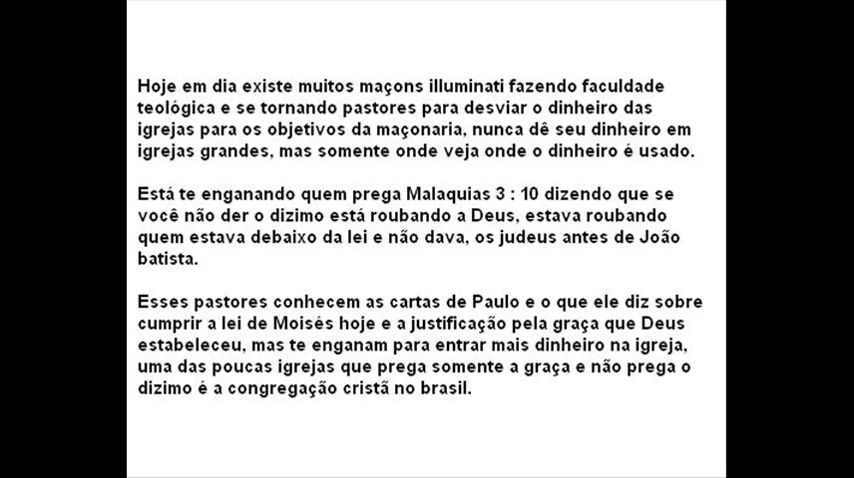 Hoje em dia existe muitos maçons illuminati fazendo faculdade
teológica e se tornando pastores para desviar o dinheiro das
igrejas para os objetivos da maçonaria, nunca dê seu dinheiro em
igrejas grandes, mas somente onde veja onde o dinheiro é usado.
Está te enganando quem prega Malaquias 3 : 10 dizendo que se
você não der o dizimo está roubando a Deus, estava roubando
quem estava debaixo da lei e não dava, os judeus antes de João
batista.
Esses pastores conhecem as cartas de Paulo e o que ele diz sobre
cumprir a lei de Moisés hoje e a justificação pela graça que Deus
estabeleceu, mas te enganam para entrar mais dinheiro na igreja,
uma das poucas igrejas que prega somente a graça e não prega o
dizimo é a congregação cristã no brasil.